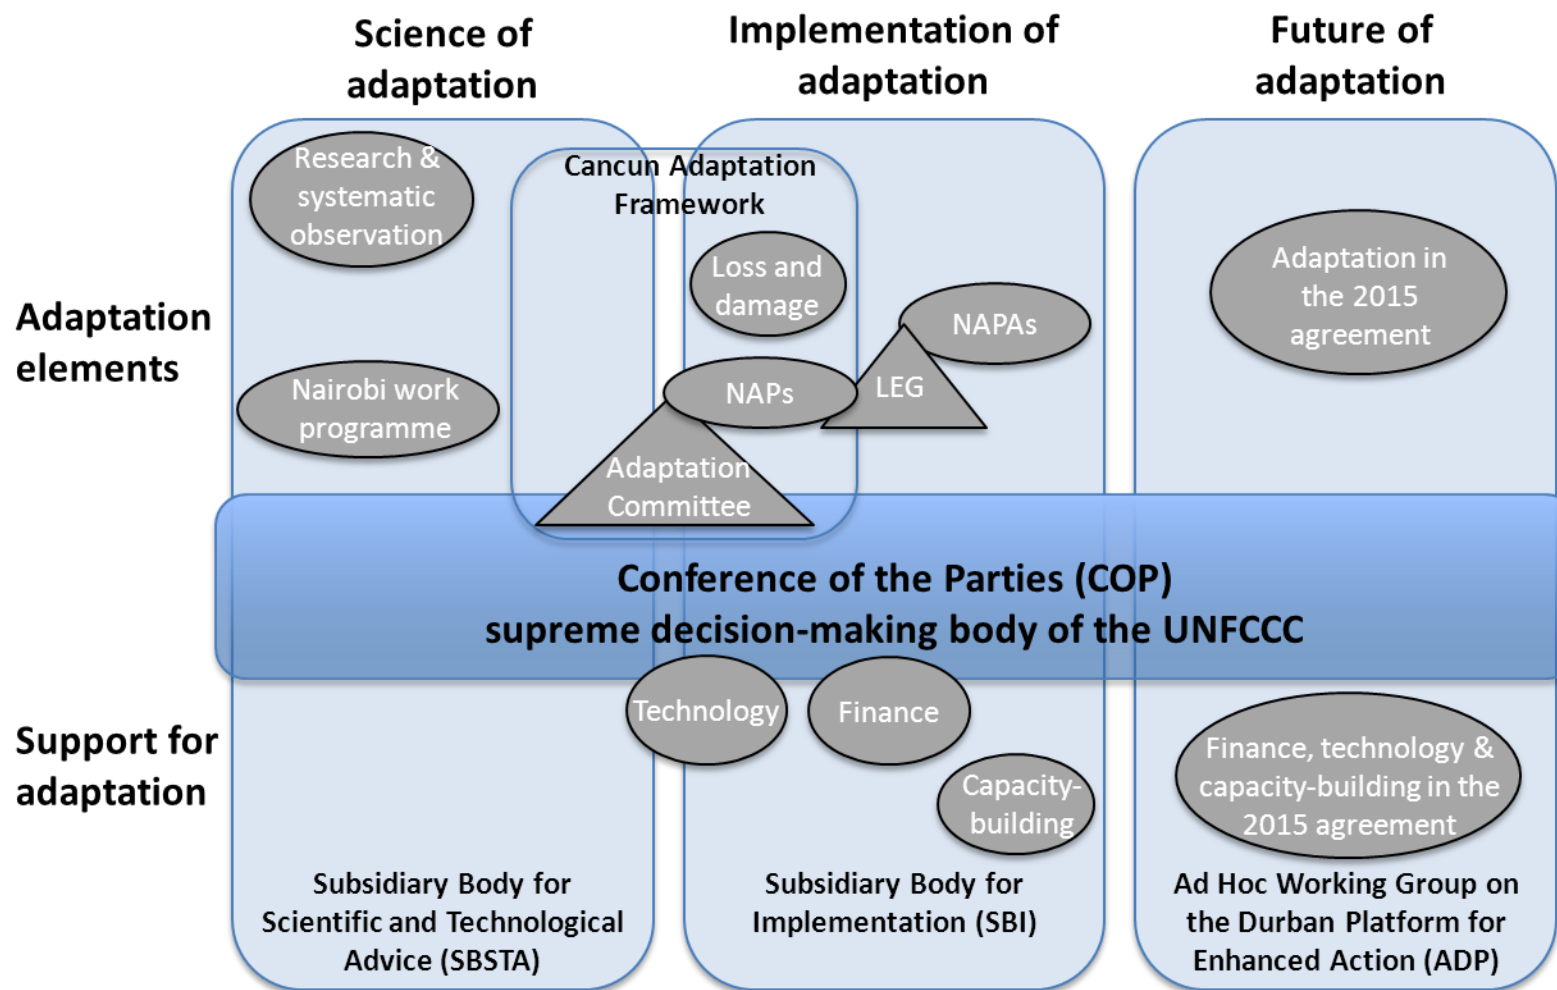 Science of
adaptation
Implementation of
adaptation
Future of
adaptation
Adaptation
elements
Research &
systematic
observation
Nairobi work
programme
Cancun Adaptation
Framework
Loss and
damage
NAPs
NAPAs
LEG
Adaptation
Committee
Adaptation in
the 2015
agreement
Conference of the Parties (COP)
supreme decision-making body of the UNFCCC
Support for
adaptation
Technology
Finance
Capacity-
building
Finance, technology &
capacity-building in the
2015 agreement
Subsidiary Body for
Scientific and Technological
Advice (SBSTA)
Subsidiary Body for
Implementation (SBI)
Ad Hoc Working Group on
the Durban Platform for
Enhanced Action (ADP)